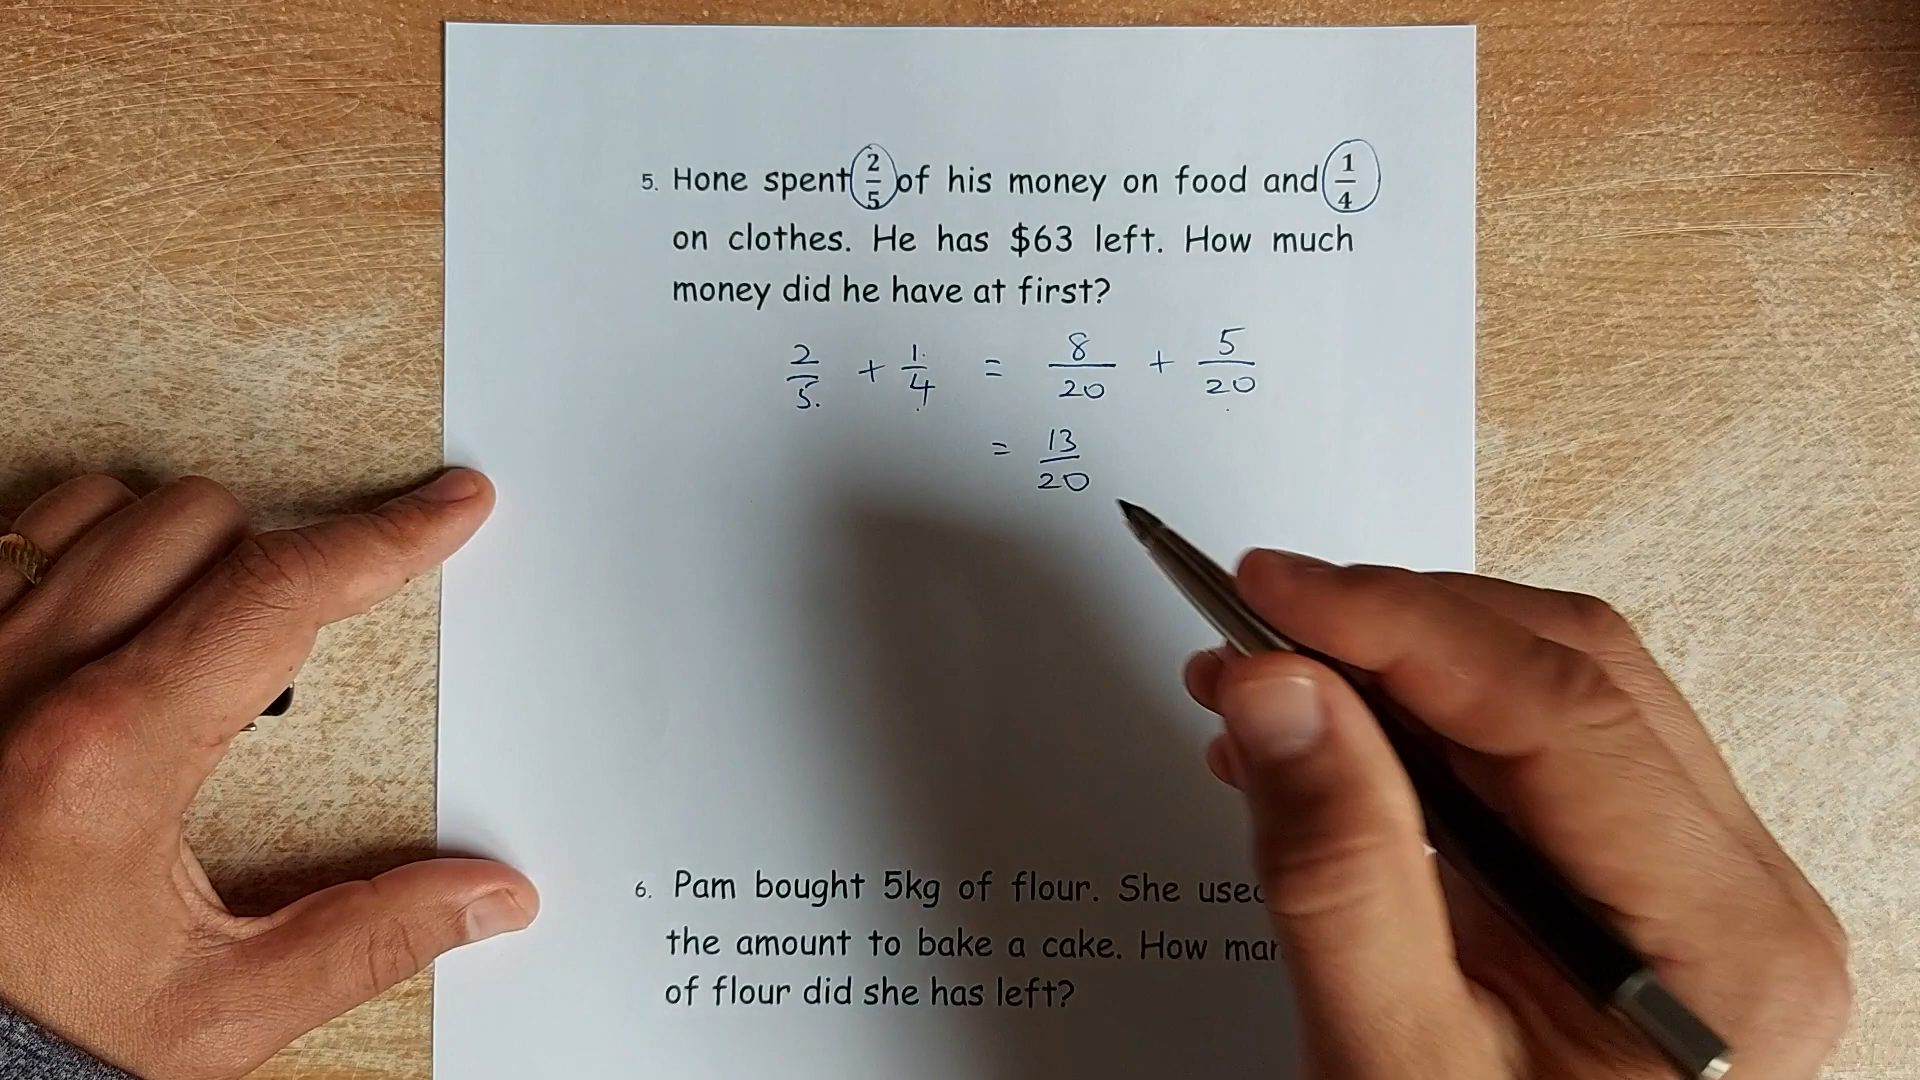 5. Hone spent 2/5 of his money on food and 1/4
on clothes. He has $63 left. How much
money did he have at first?
2/5 + 1/4 = 8/20 + 5/20
= 13/20
6. Pam bought 5kg of flour. She
the amount to bake a cake. How
of flour did she has left?